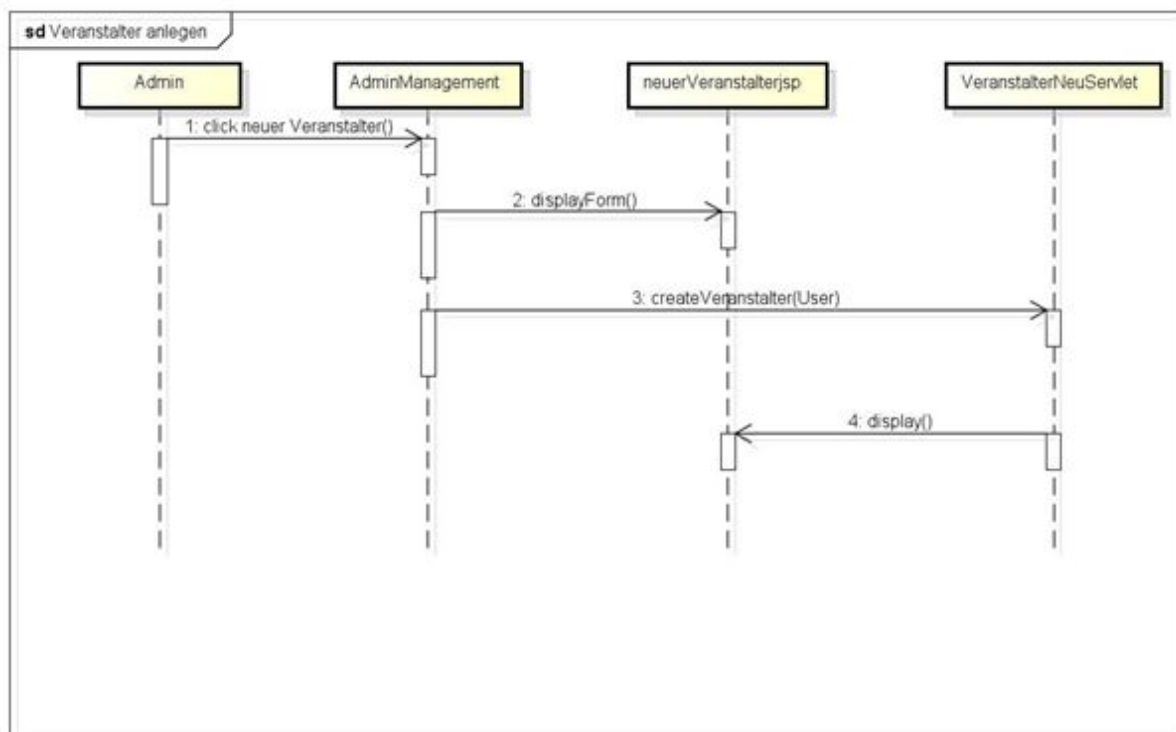 sd Veranstalter anlegen
Admin
AdminManagement
neuerVeranstalterjsp
VeranstalterNeuServlet
1: click neuer Veranstalter()
2: displayForm()
3: createVeranstalter(User)
4: display()